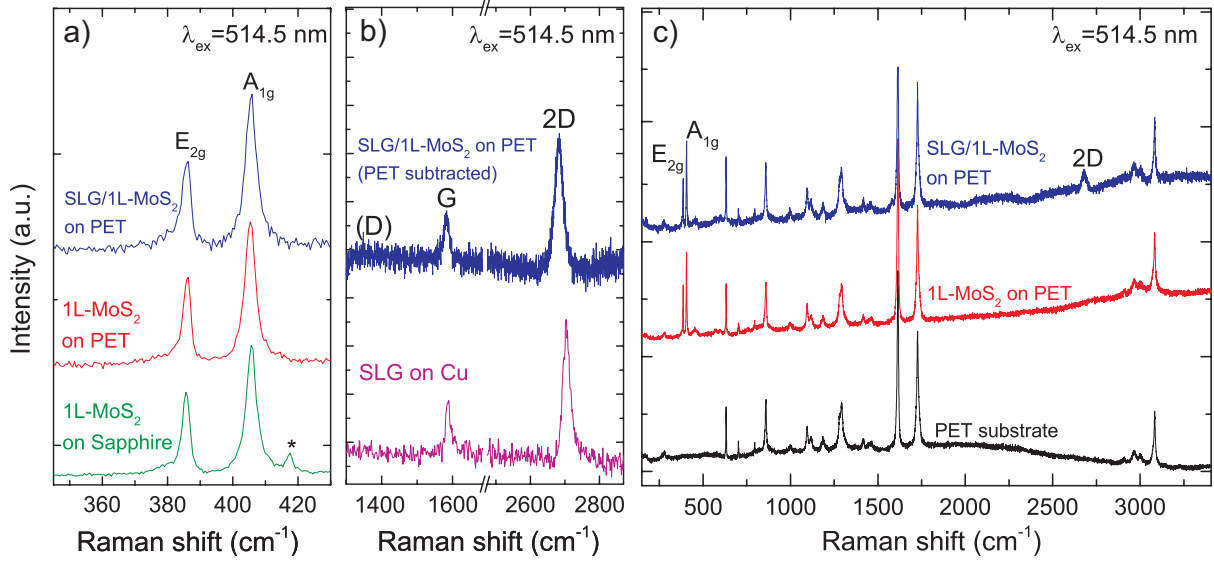 a)
λex=514.5 nm
A1g
E2g
SLG/1L-MoS2
on PET
1L-MoS2
on PET
1L-MoS2
on Sapphire
*
Intensity (a.u.)
360
380
400
420
Raman shift (cm-1)
b)
λex=514.5 nm
2D
SLG/1L-MoS2 on PET
(PET subtracted)
G
(D)
SLG on Cu
1400
1600
2600
2800
Raman shift (cm-1)
c)
λex=514.5 nm
A1g
E2g
SLG/1L-MoS2
on PET
2D
1L-MoS2 on PET
PET substrate
500
1000
1500
2000
2500
3000
Raman shift (cm-1)